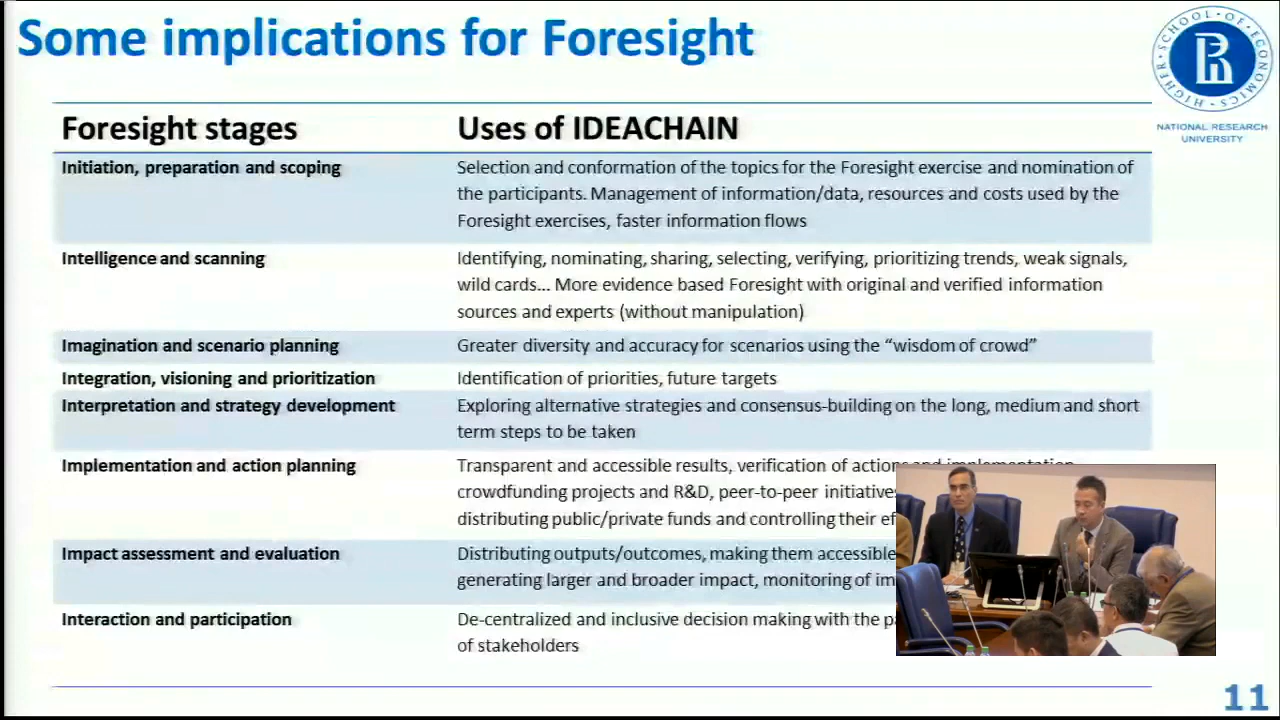 Some implications for Foresight
HIGHER · SCHOOL · OF · ECONOMICS
NATIONAL RESEARCH
UNIVERSITY
Foresight stages
Uses of IDEACHAIN
Initiation, preparation and scoping
Selection and conformation of the topics for the Foresight exercise and nomination of
the participants. Management of information/data, resources and costs used by the
Foresight exercises, faster information flows
Intelligence and scanning
Identifying, nominating, sharing, selecting, verifying, prioritizing trends, weak signals,
wild cards... More evidence based Foresight with original and verified information
sources and experts (without manipulation)
Imagination and scenario planning
Greater diversity and accuracy for scenarios using the “wisdom of crowd”
Integration, visioning and prioritization
Identification of priorities, future targets
Interpretation and strategy development
Exploring alternative strategies and consensus-building on the long, medium and short
term steps to be taken
Implementation and action planning
Transparent and accessible results, verification of actions and implementation
crowdfunding projects and R&D, peer-to-peer initiatives
distributing public/private funds and controlling their
Impact assessment and evaluation
Distributing outputs/outcomes, making them accessible
generating larger and broader impact, monitoring of
Interaction and participation
De-centralized and inclusive decision making with the
of stakeholders
11